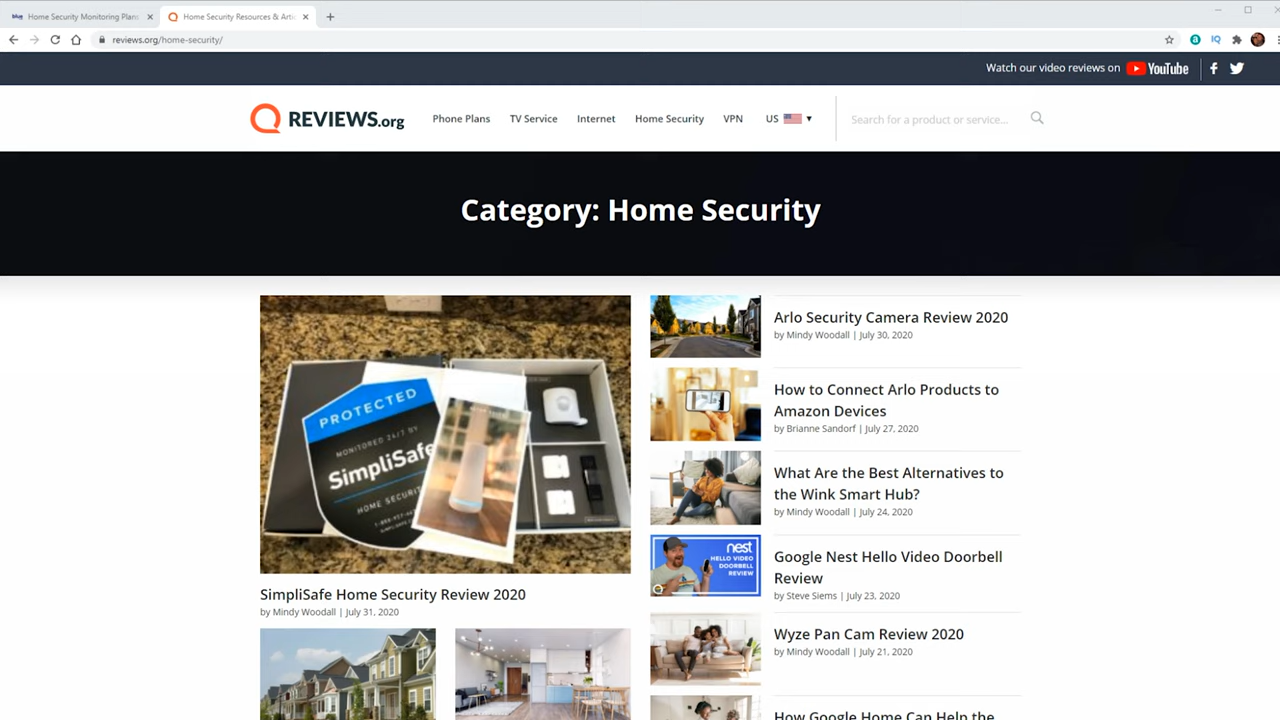 Home Security Monitoring Plans
Home Security Resources & Artic
reviews.org/home-security/
Watch our video reviews on YouTube
REVIEWS.org
Phone Plans
TV Service
Internet
Home Security
VPN
US
Search for a product or service...
Category: Home Security
PROTECTED
MONITORED 24/7 BY
SimpliSafe
HOME SECURITY
SimpliSafe Home Security Review 2020
by Mindy Woodall | July 31, 2020
Arlo Security Camera Review 2020
by Mindy Woodall | July 30, 2020
How to Connect Arlo Products to
Amazon Devices
by Brianne Sandorf | July 27, 2020
What Are the Best Alternatives to
the Wink Smart Hub?
by Mindy Woodall | July 24, 2020
nest
HELLO VIDEO
DOORBELL
REVIEW
Google Nest Hello Video Doorbell
Review
by Steve Siems | July 23, 2020
Wyze Pan Cam Review 2020
by Mindy Woodall | July 21, 2020
How Google Home Can Help the